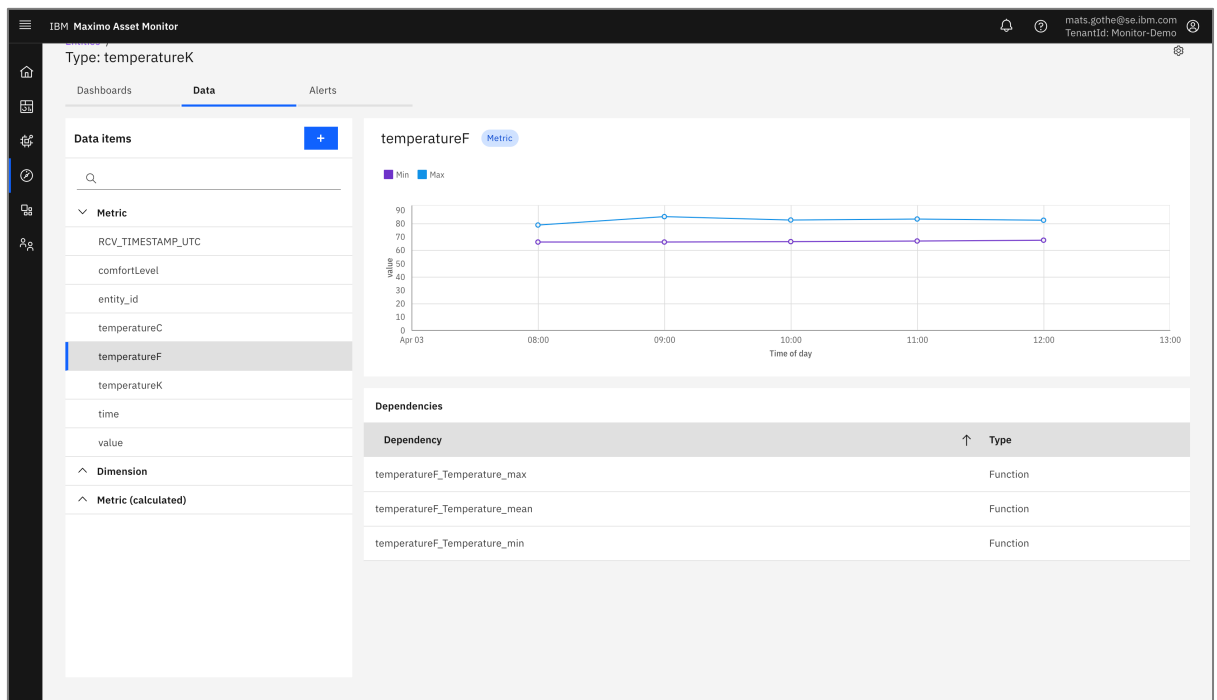 IBM Maximo Asset Monitor
mats.gothe@se.ibm.com
TenantId: Monitor-Demo
Type: temperatureK
Dashboards
Data
Alerts
Data items
+
Metric
RCV_TIMESTAMP_UTC
comfortLevel
entity_id
temperatureC
temperatureF
temperatureK
time
value
Dimension
Metric (calculated)
temperatureF Metric
Min Max
value
90
80
70
60
50
40
30
20
10
0
Apr 03 08:00 09:00 10:00 11:00 12:00 13:00
Time of day
Dependencies
Dependency Type
temperatureF_Temperature_max Function
temperatureF_Temperature_mean Function
temperatureF_Temperature_min Function